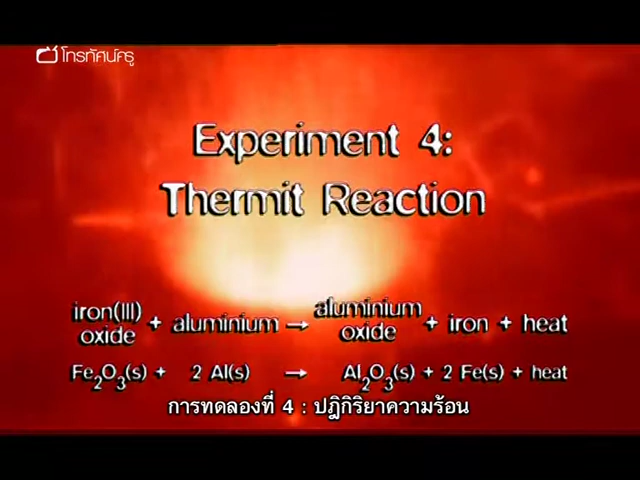 โทรทัศน์ครู
Experiment 4:
Thermit Reaction
iron(III) oxide + aluminium → aluminium oxide + iron + heat
Fe₂O₃(s) + 2 Al(s) → Al₂O₃(s) + 2 Fe(s) + heat
การทดลองที่ 4 : ปฎิกิริยาความร้อน